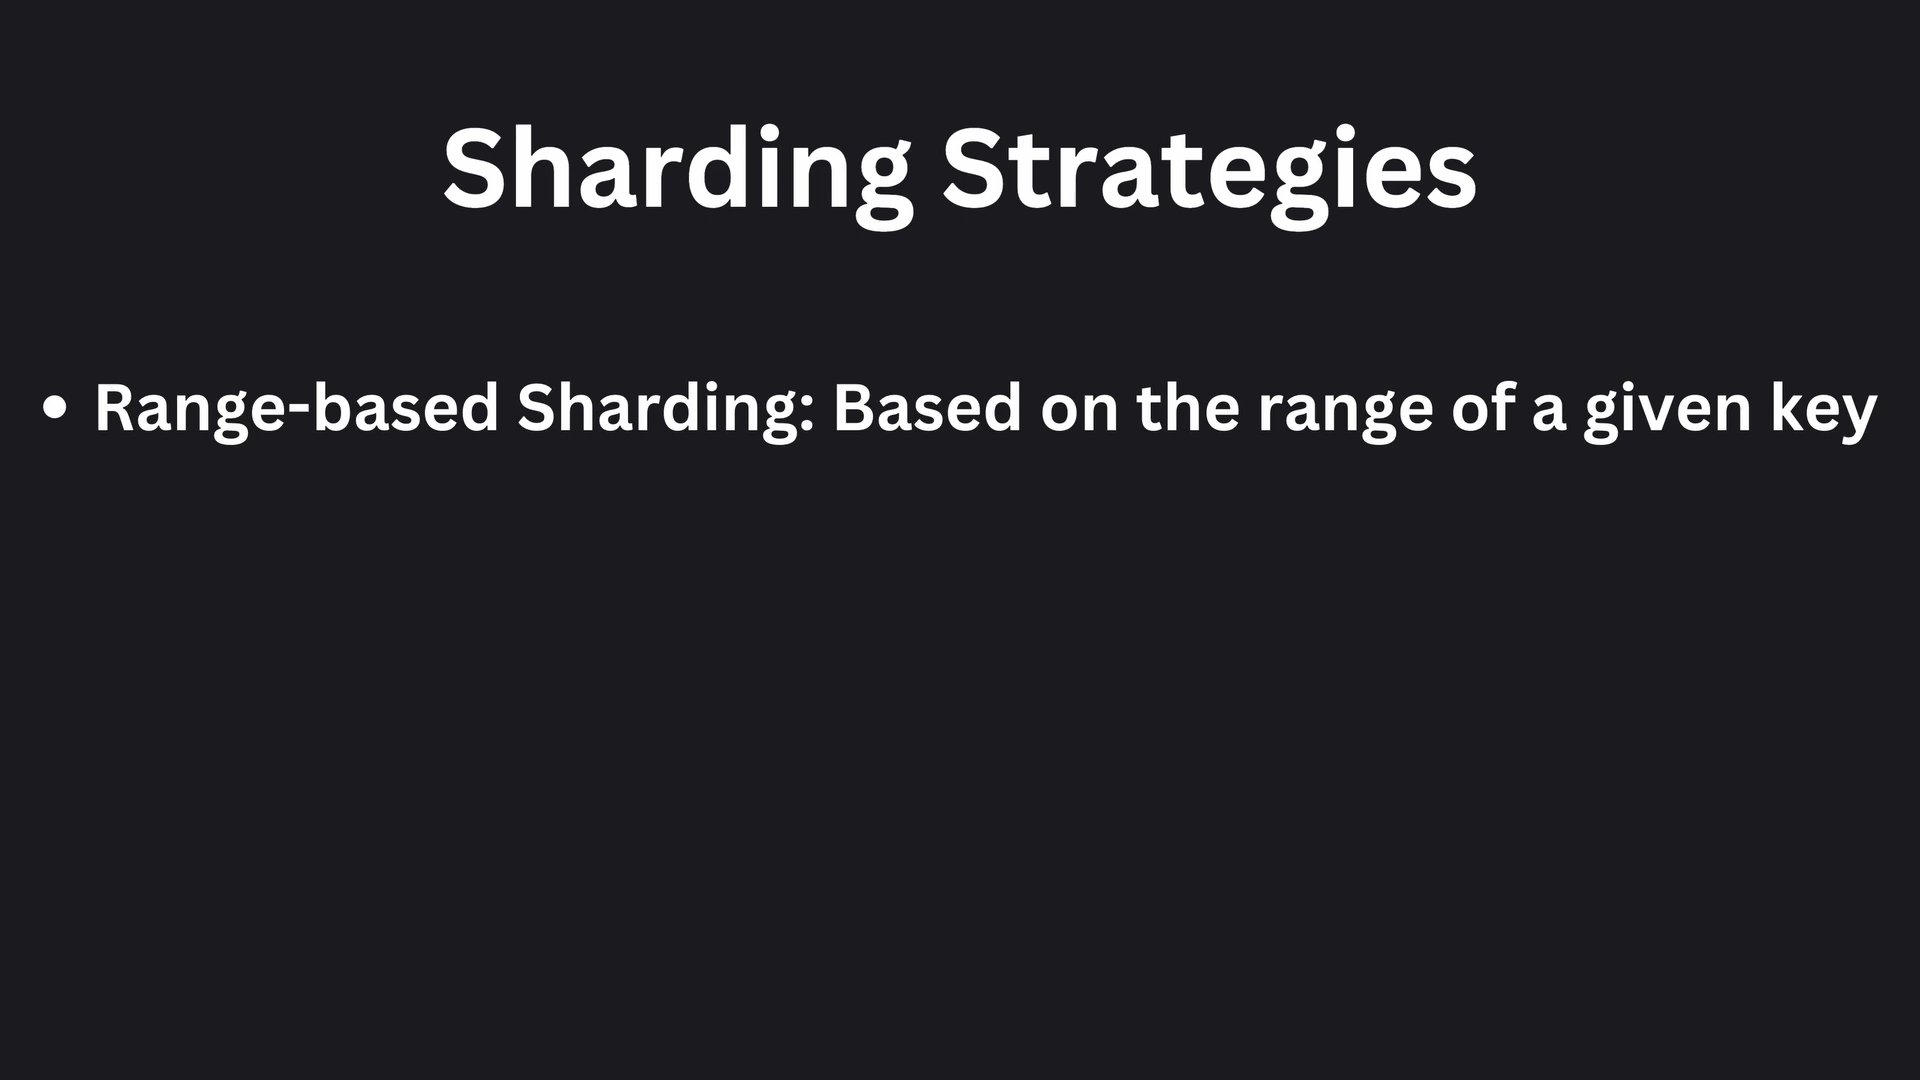 Sharding Strategies
• Range-based Sharding: Based on the range of a given key